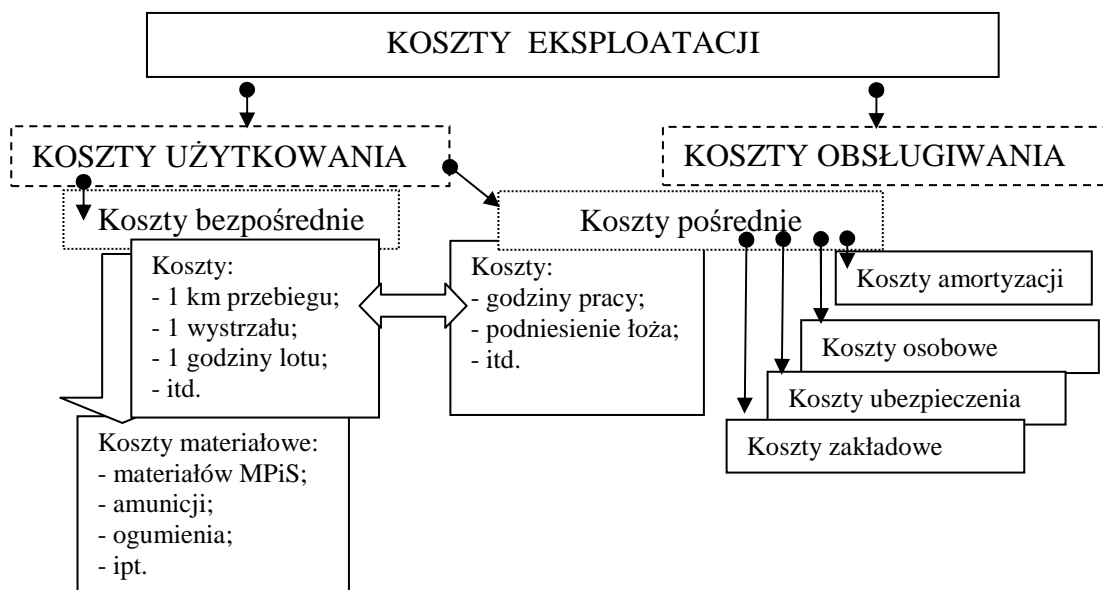 KOSZTY EKSPLOATACJI
KOSZTY UŻYTKOWANIA
KOSZTY OBSŁUGIWANIA
Koszty bezpośrednie
Koszty pośrednie
Koszty:
- 1 km przebiegu;
- 1 wystrzału;
- 1 godziny lotu;
- itd.
Koszty:
- godziny pracy;
- podniesienie łoża;
- itd.
Koszty amortyzacji
Koszty osobowe
Koszty ubezpieczenia
Koszty zakładowe
Koszty materiałowe:
- materiałów MPiS;
- amunicji;
- ogumienia;
- ipt.